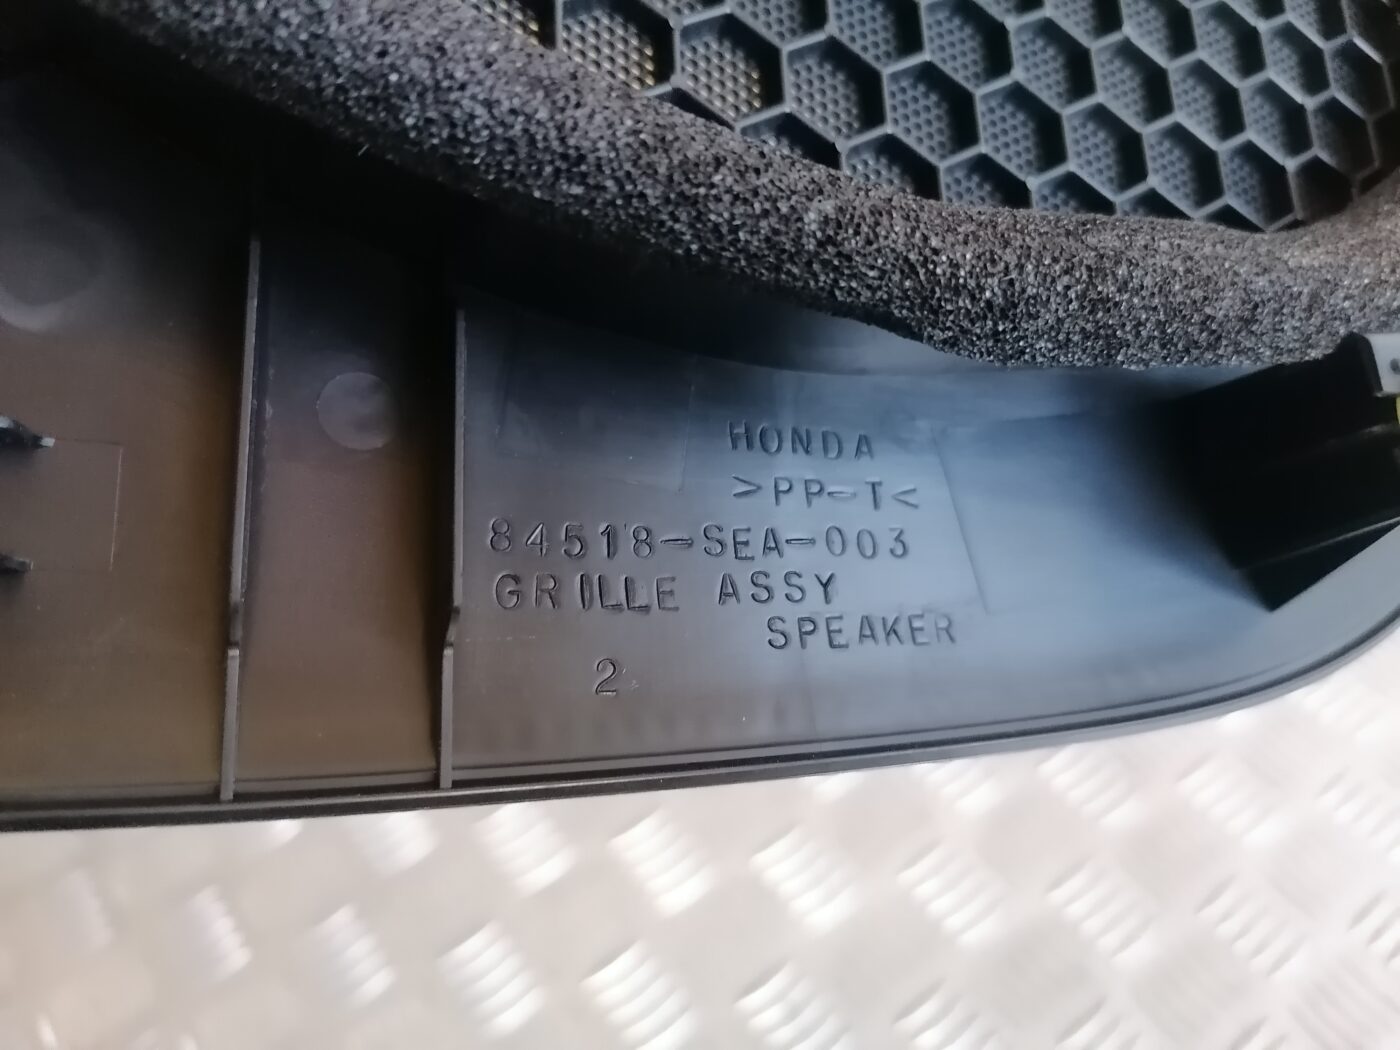 HONDA
>PP-T<
84518-SEA-003
GRILLE ASSY
SPEAKER
2